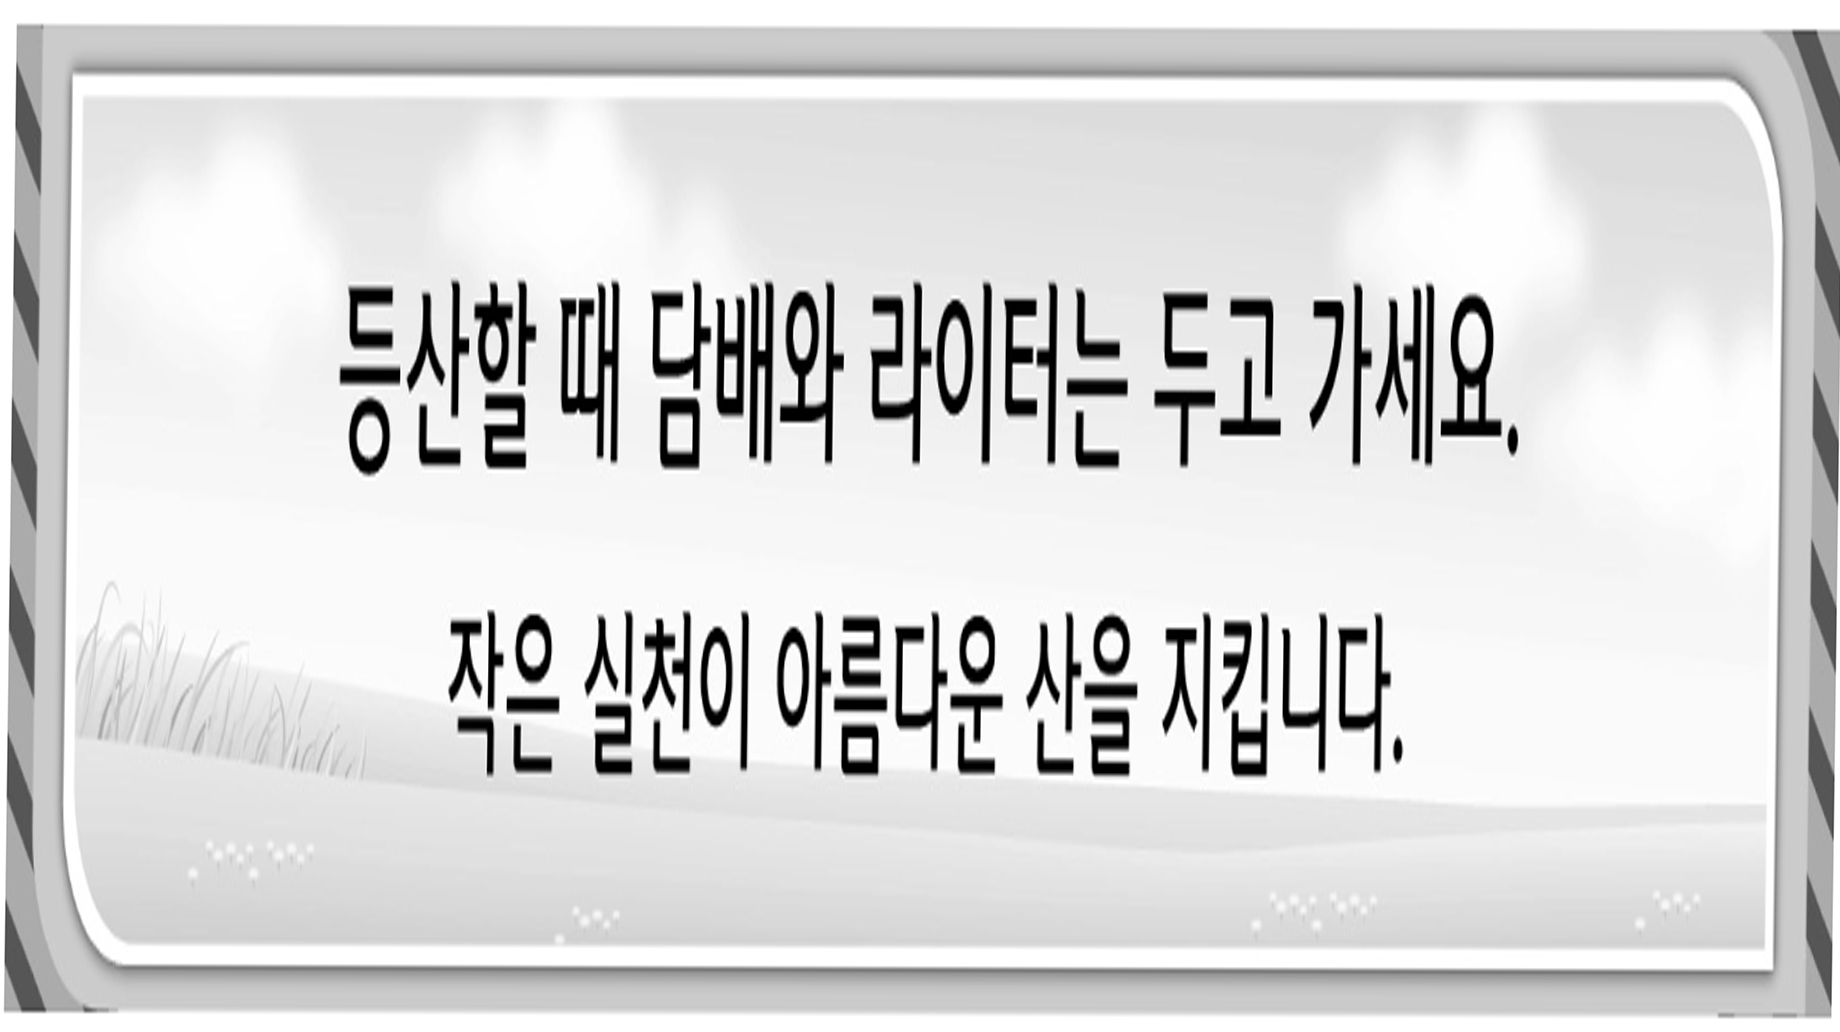 등산할 때 담배와 라이터는 두고 가세요.
작은 실천이 아름다운 산을 지킵니다.